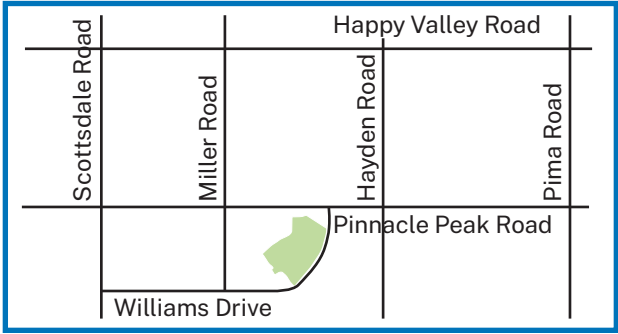 Happy Valley Road
Scottsdale Road
Miller Road
Hayden Road
Pima Road
Pinnacle Peak Road
Williams Drive